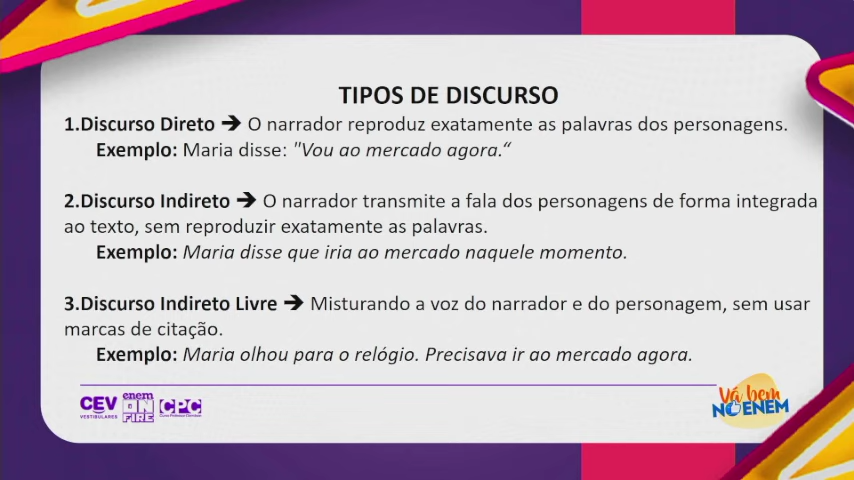 TIPOS DE DISCURSO
1.Discurso Direto ➔ O narrador reproduz exatamente as palavras dos personagens.
Exemplo: Maria disse: "Vou ao mercado agora.“
2.Discurso Indireto ➔ O narrador transmite a fala dos personagens de forma integrada
ao texto, sem reproduzir exatamente as palavras.
Exemplo: Maria disse que iria ao mercado naquele momento.
3.Discurso Indireto Livre ➔ Misturando a voz do narrador e do personagem, sem usar
marcas de citação.
Exemplo: Maria olhou para o relógio. Precisava ir ao mercado agora.
CEV
VESTIBULARES
enem
ON
FIRE
CPC
Vá bem
NO ENEM